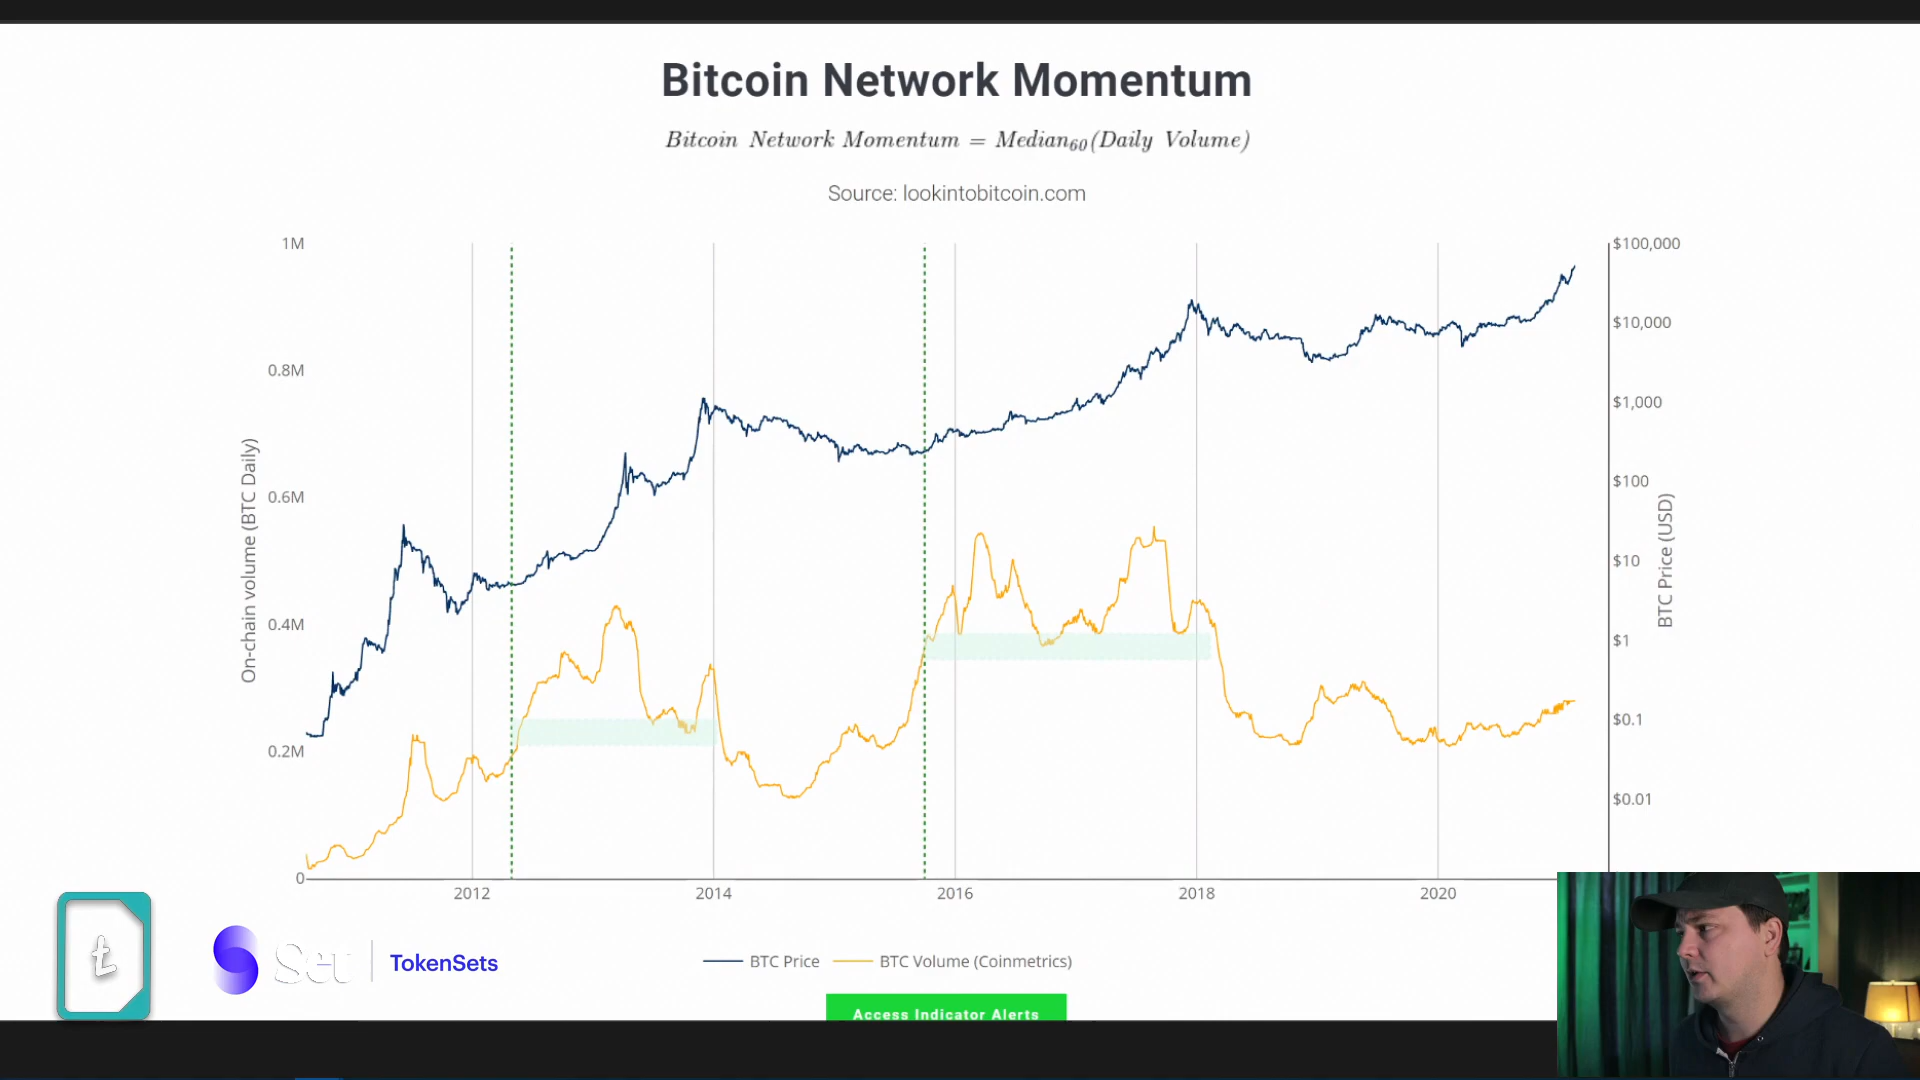 Bitcoin Network Momentum
Bitcoin Network Momentum = Median₆₀(Daily Volume)
Source: lookintobitcoin.com
1M
0.8M
0.6M
0.4M
0.2M
0
On-chain volume (BTC Daily)
$100,000
$10,000
$1,000
$100
$10
$1
$0.1
$0.01
BTC Price (USD)
2012
2014
2016
2018
2020
Set
TokenSets
BTC Price
BTC Volume (Coinmetrics)
Access Indicator Alerts